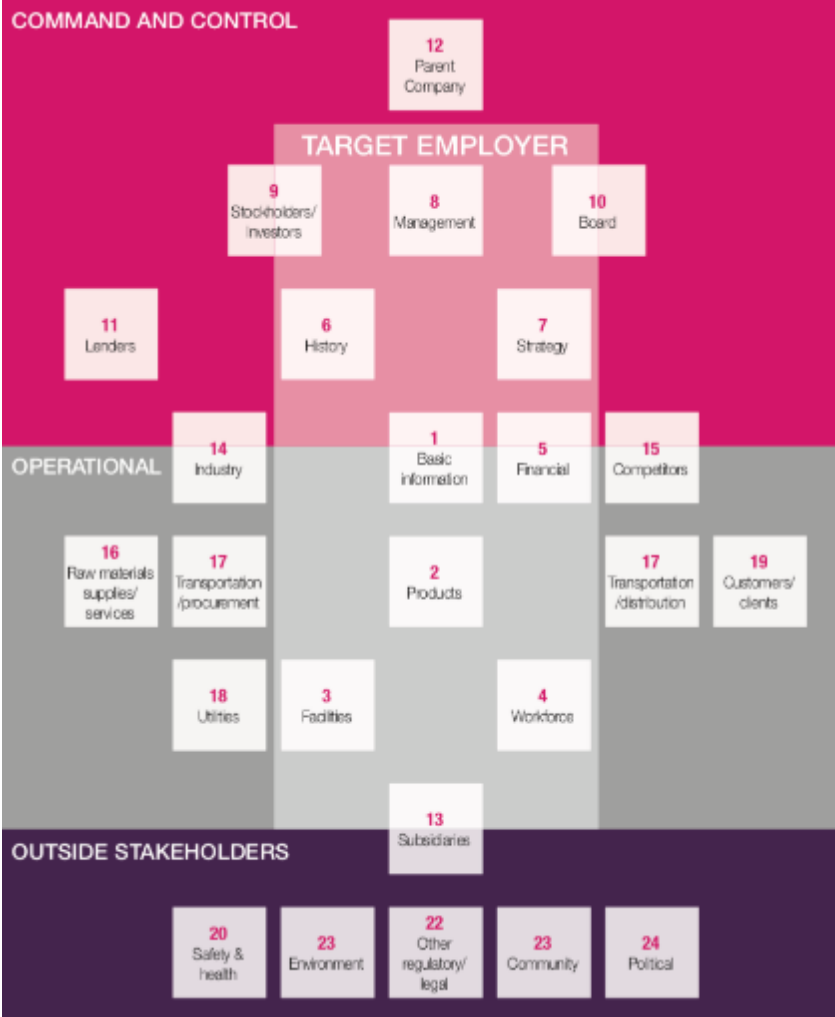 COMMAND AND CONTROL
12
Parent
Company
TARGET EMPLOYER
9
Stockholders/
Investors
8
Management
10
Board
11
Lenders
6
History
7
Strategy
14
Industry
1
Basic
information
5
Financial
15
Competitors
OPERATIONAL
16
Raw materials
supplies/
services
17
Transportation
/procurement
2
Products
17
Transportation
/distribution
19
Customers/
clients
18
Utilities
3
Facilities
4
Workforce
13
Subsidiaries
OUTSIDE STAKEHOLDERS
20
Safety &
health
23
Environment
22
Other
regulatory/
legal
23
Community
24
Political